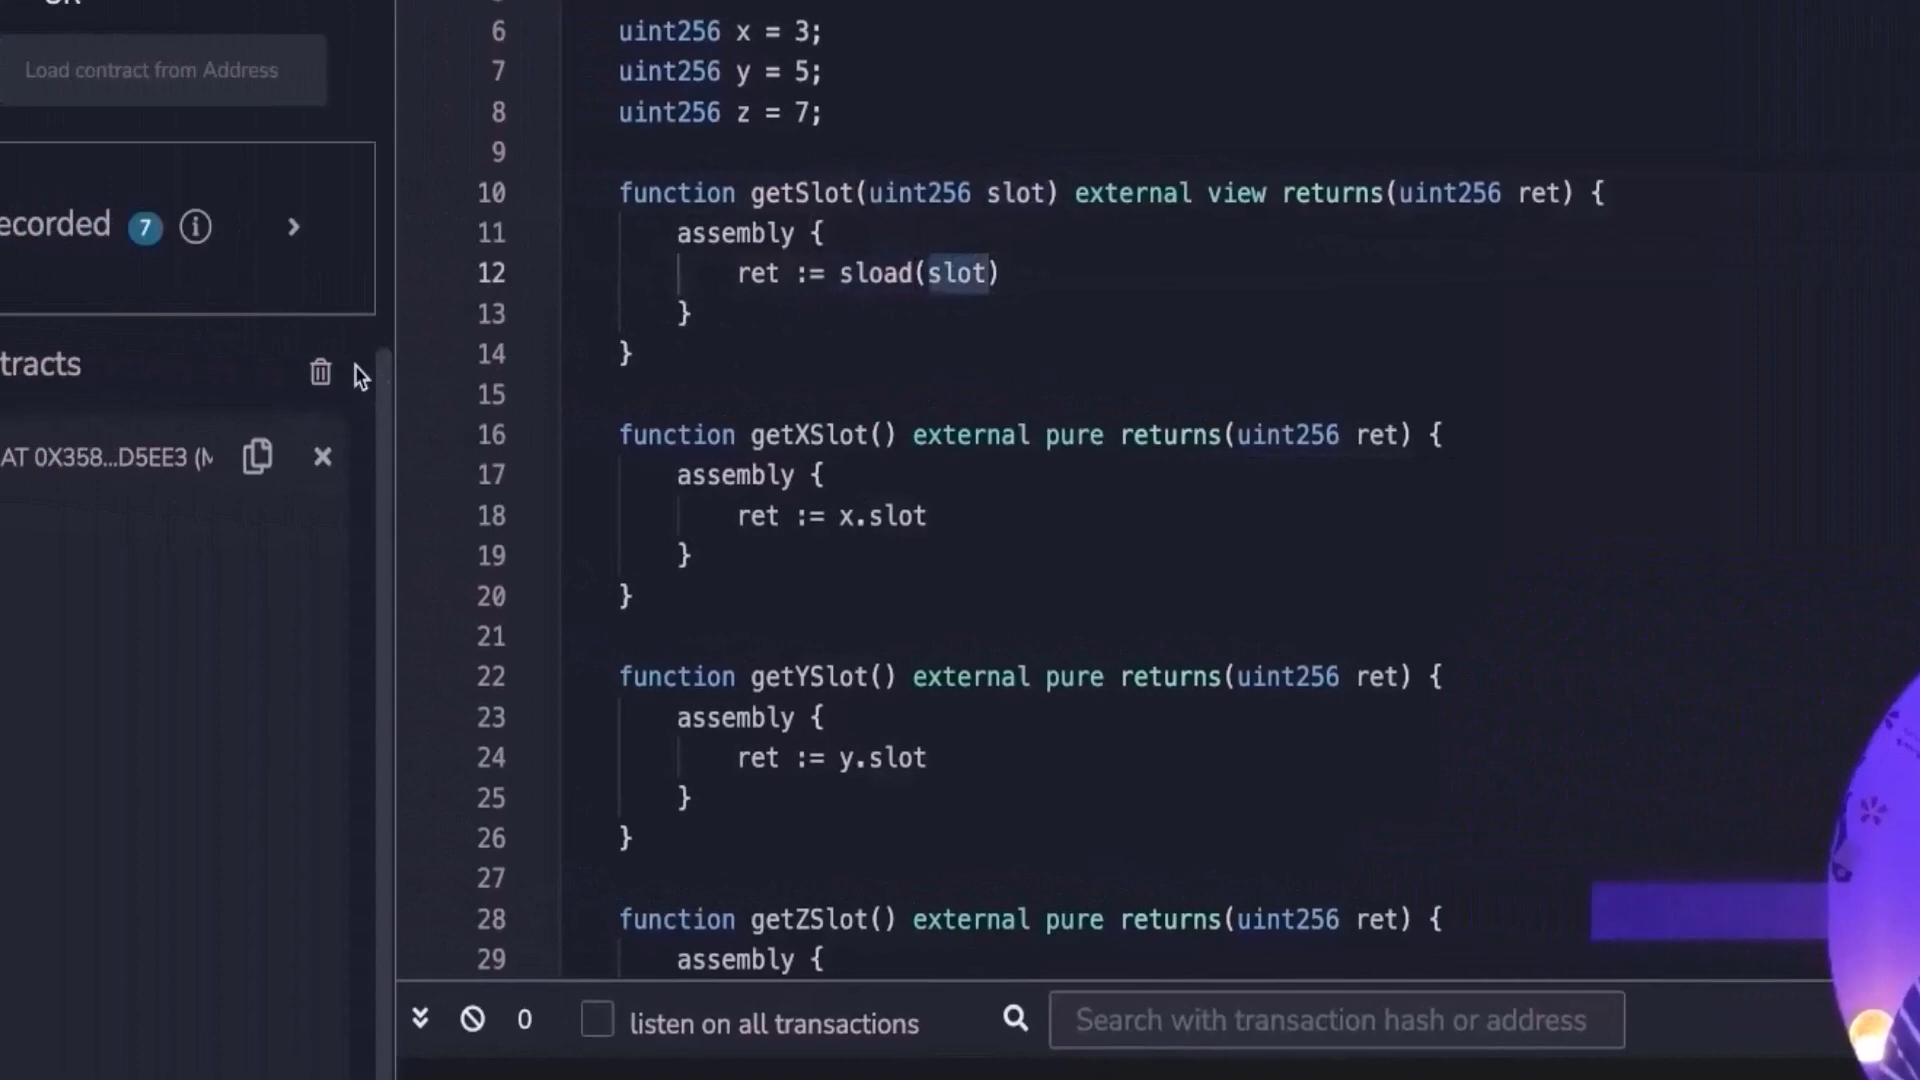 Load contract from Address
ecorded 7
tracts
AT 0X358...D5EE3 (M
6 uint256 x = 3;
7 uint256 y = 5;
8 uint256 z = 7;
9
10 function getSlot(uint256 slot) external view returns(uint256 ret) {
11 assembly {
12 ret := sload(slot)
13 }
14 }
15
16 function getXSlot() external pure returns(uint256 ret) {
17 assembly {
18 ret := x.slot
19 }
20 }
21
22 function getYSlot() external pure returns(uint256 ret) {
23 assembly {
24 ret := y.slot
25 }
26 }
27
28 function getZSlot() external pure returns(uint256 ret) {
29 assembly {
0 listen on all transactions
Search with transaction hash or address